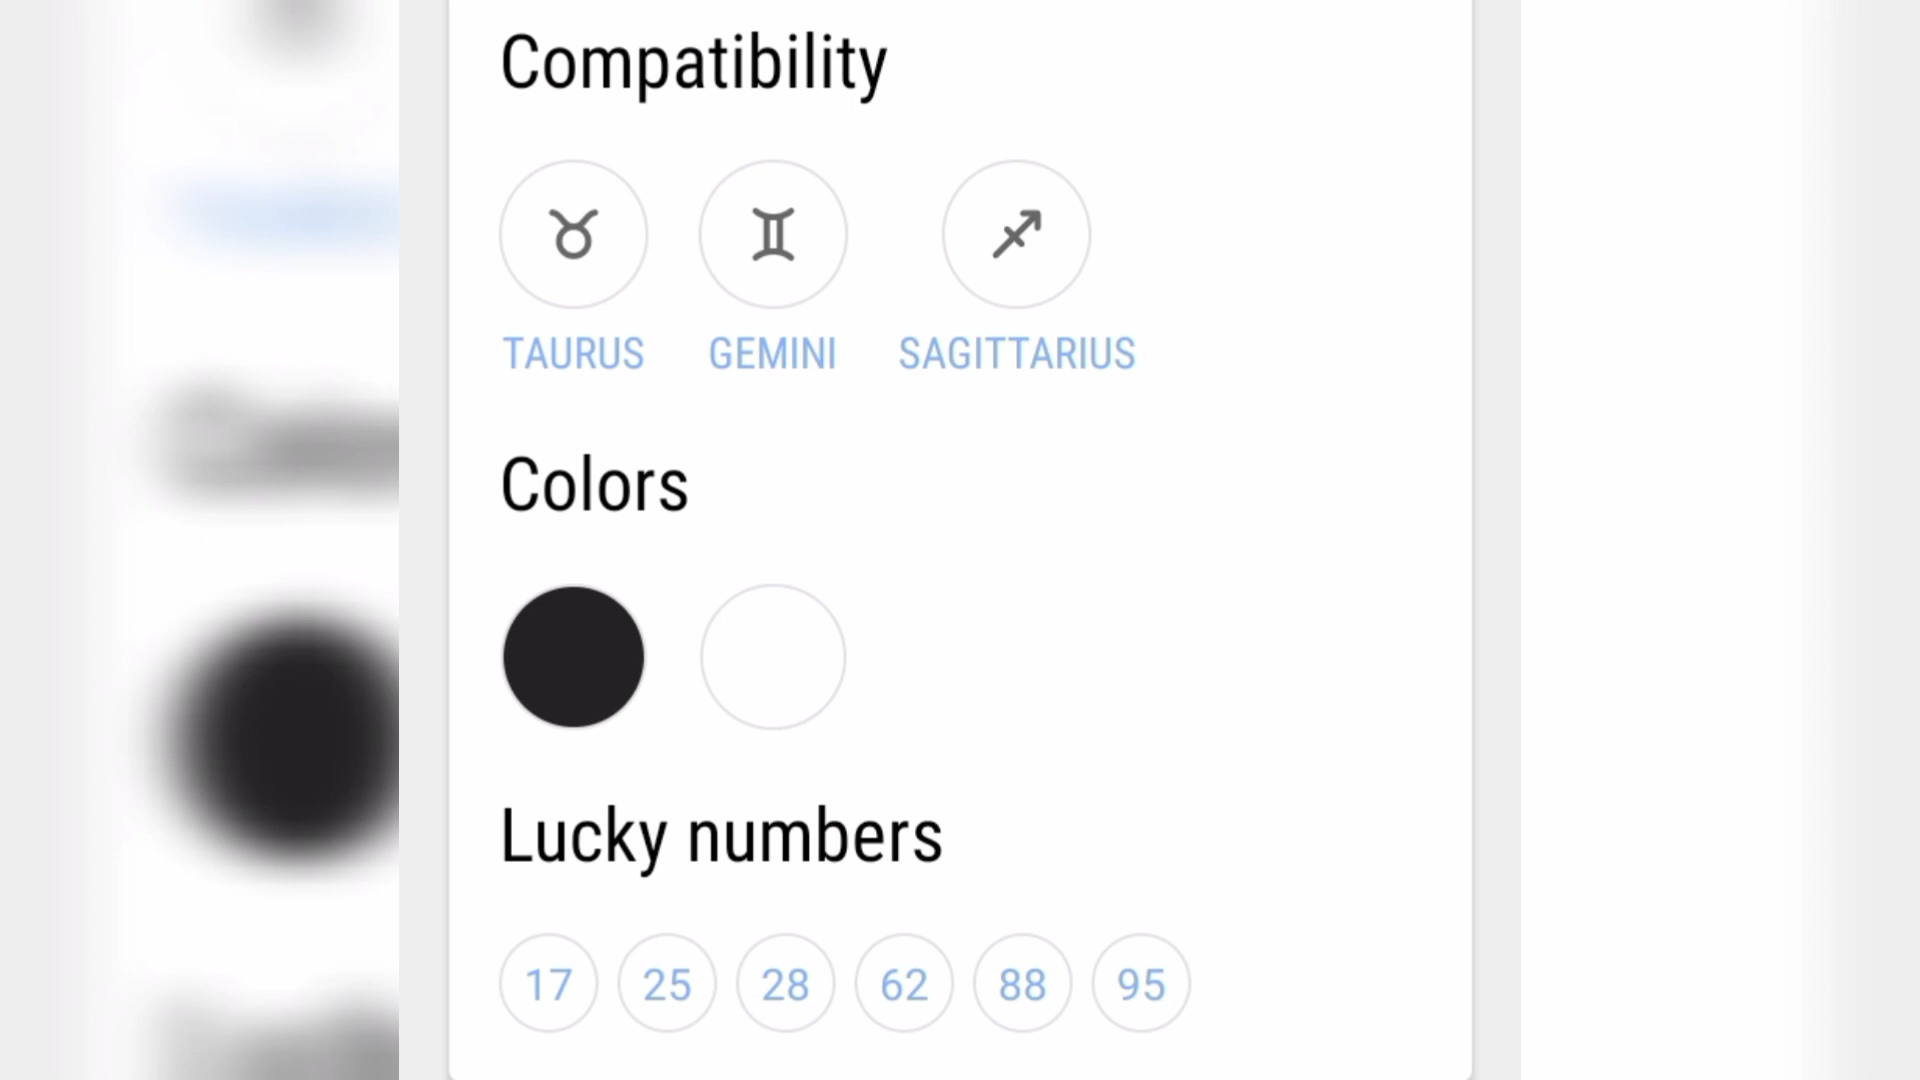 Compatibility
TAURUS GEMINI SAGITTARIUS
Colors
Lucky numbers
17 25 28 62 88 95